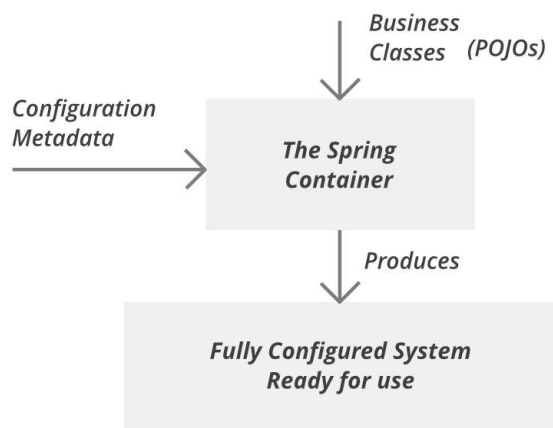 Business
Classes (POJOs)
Configuration
Metadata
The Spring
Container
Produces
Fully Configured System
Ready for use